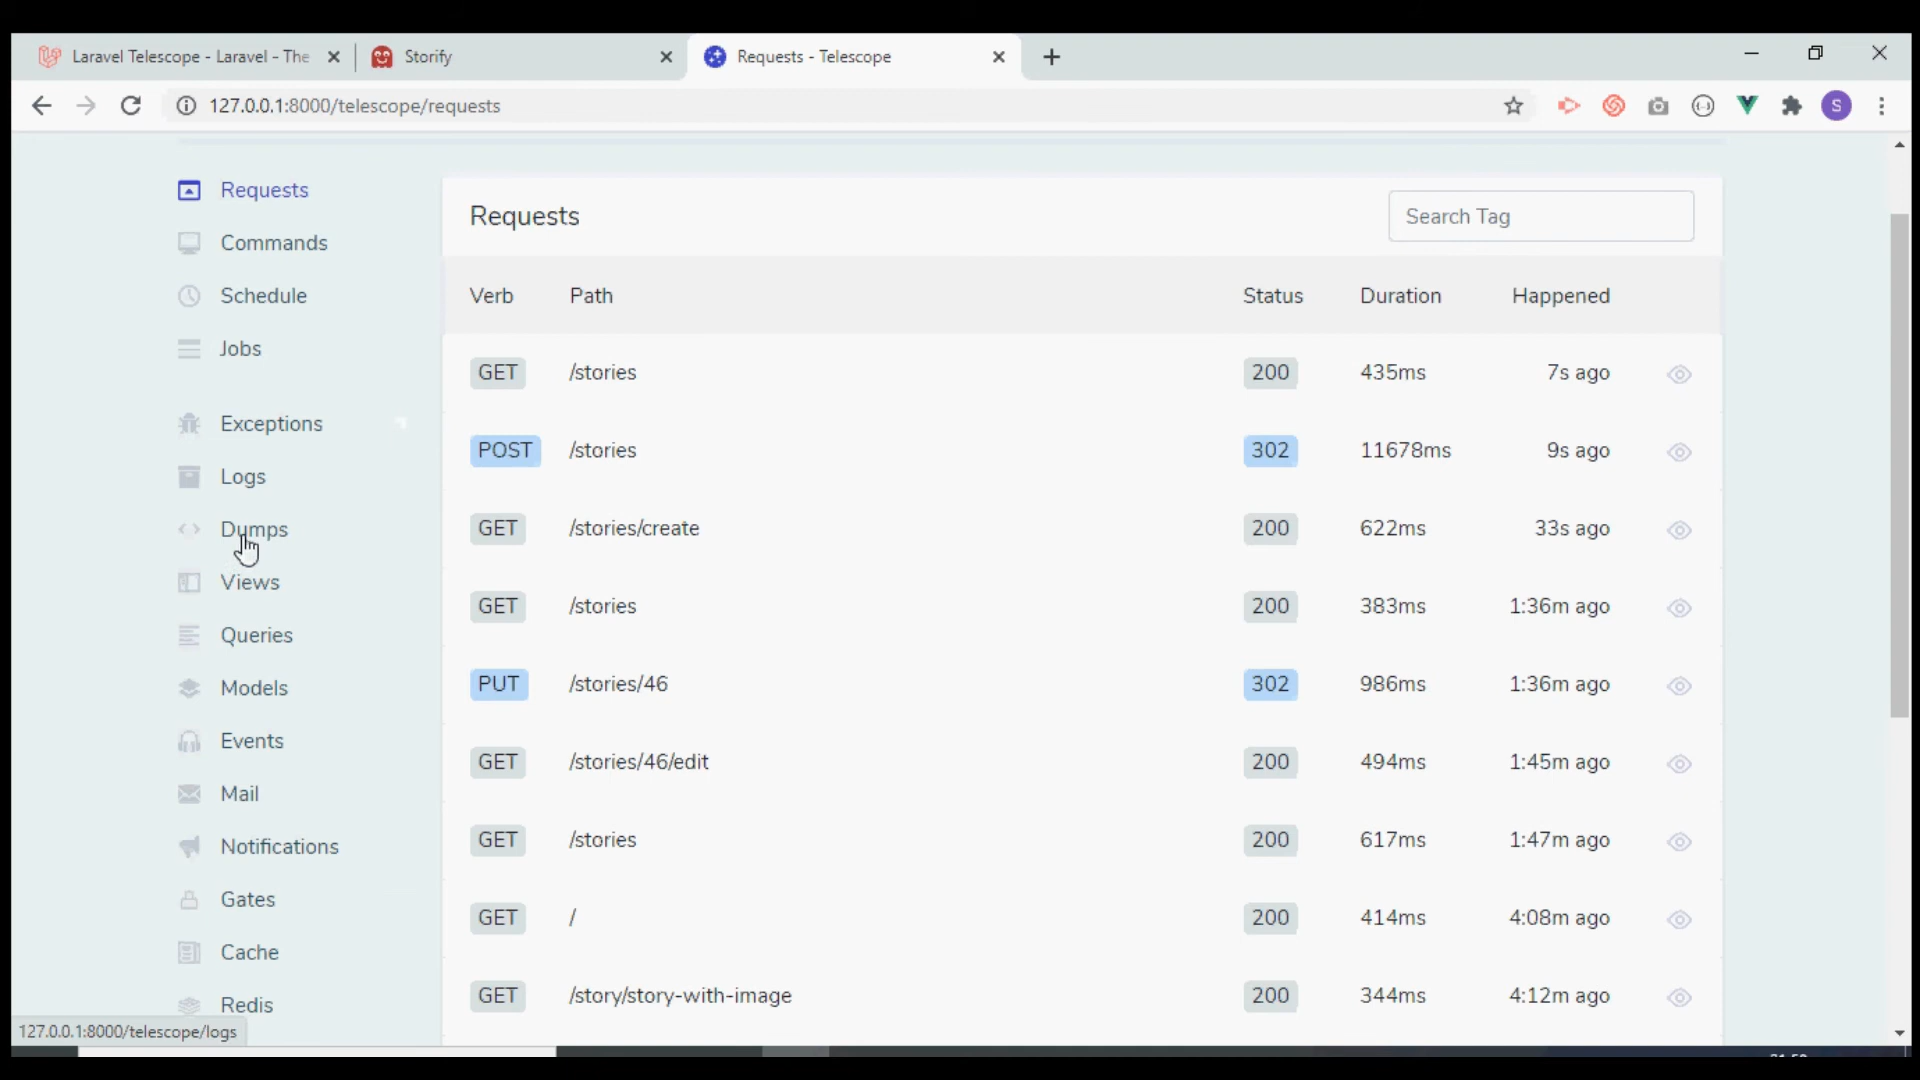 Laravel Telescope - Laravel - The
Storify
Requests - Telescope
127.0.0.1:8000/telescope/requests
S
Requests
Commands
Schedule
Jobs
Exceptions
Logs
Dumps
Views
Queries
Models
Events
Mail
Notifications
Gates
Cache
Redis
Requests
Search Tag
Verb Path Status Duration Happened
GET /stories 200 435ms 7s ago
POST /stories 302 11678ms 9s ago
GET /stories/create 200 622ms 33s ago
GET /stories 200 383ms 1:36m ago
PUT /stories/46 302 986ms 1:36m ago
GET /stories/46/edit 200 494ms 1:45m ago
GET /stories 200 617ms 1:47m ago
GET / 200 414ms 4:08m ago
GET /story/story-with-image 200 344ms 4:12m ago
127.0.0.1:8000/telescope/logs